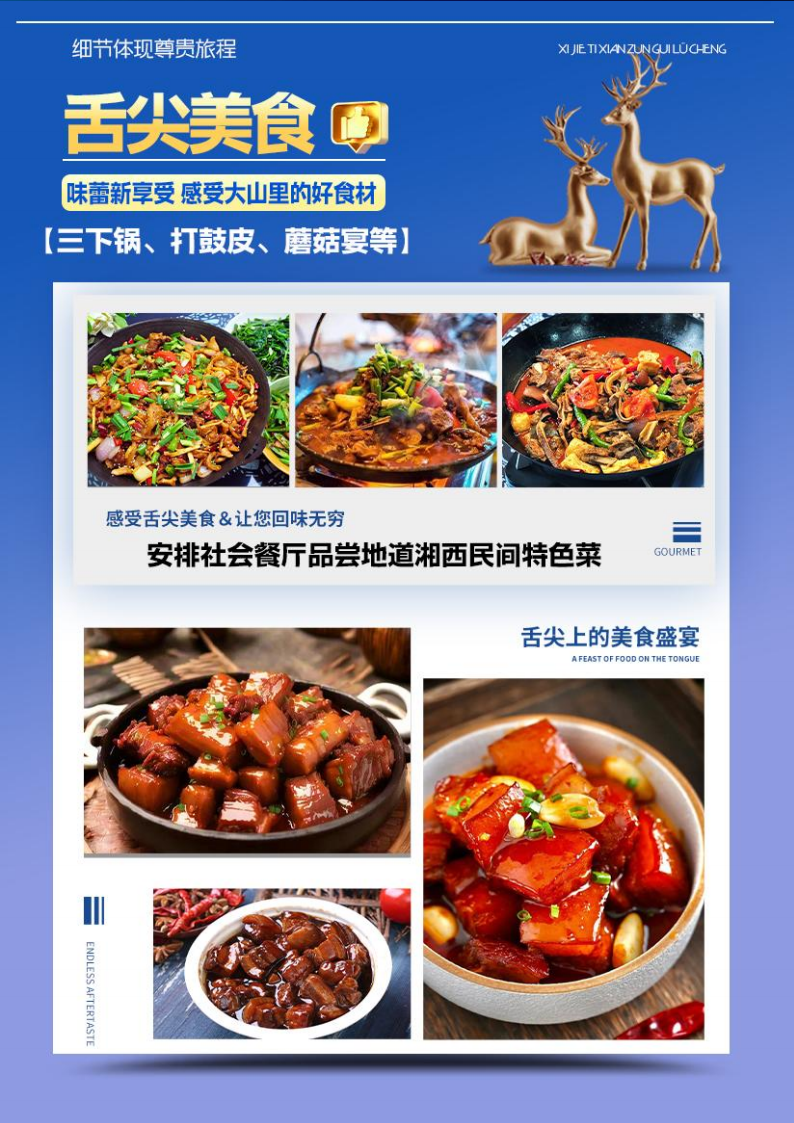 细节体现尊贵旅程
XI JIE TI XIAN ZUN GUI LÜ CHENG
舌尖美食
味蕾新享受 感受大山里的好食材
【三下锅、打鼓皮、蘑菇宴等】
感受舌尖美食&让您回味无穷
安排社会餐厅品尝地道湘西民间特色菜
GOURMET
舌尖上的美食盛宴
A FEAST OF FOOD ON THE TONGUE
ENDLESS AFTERTASTE